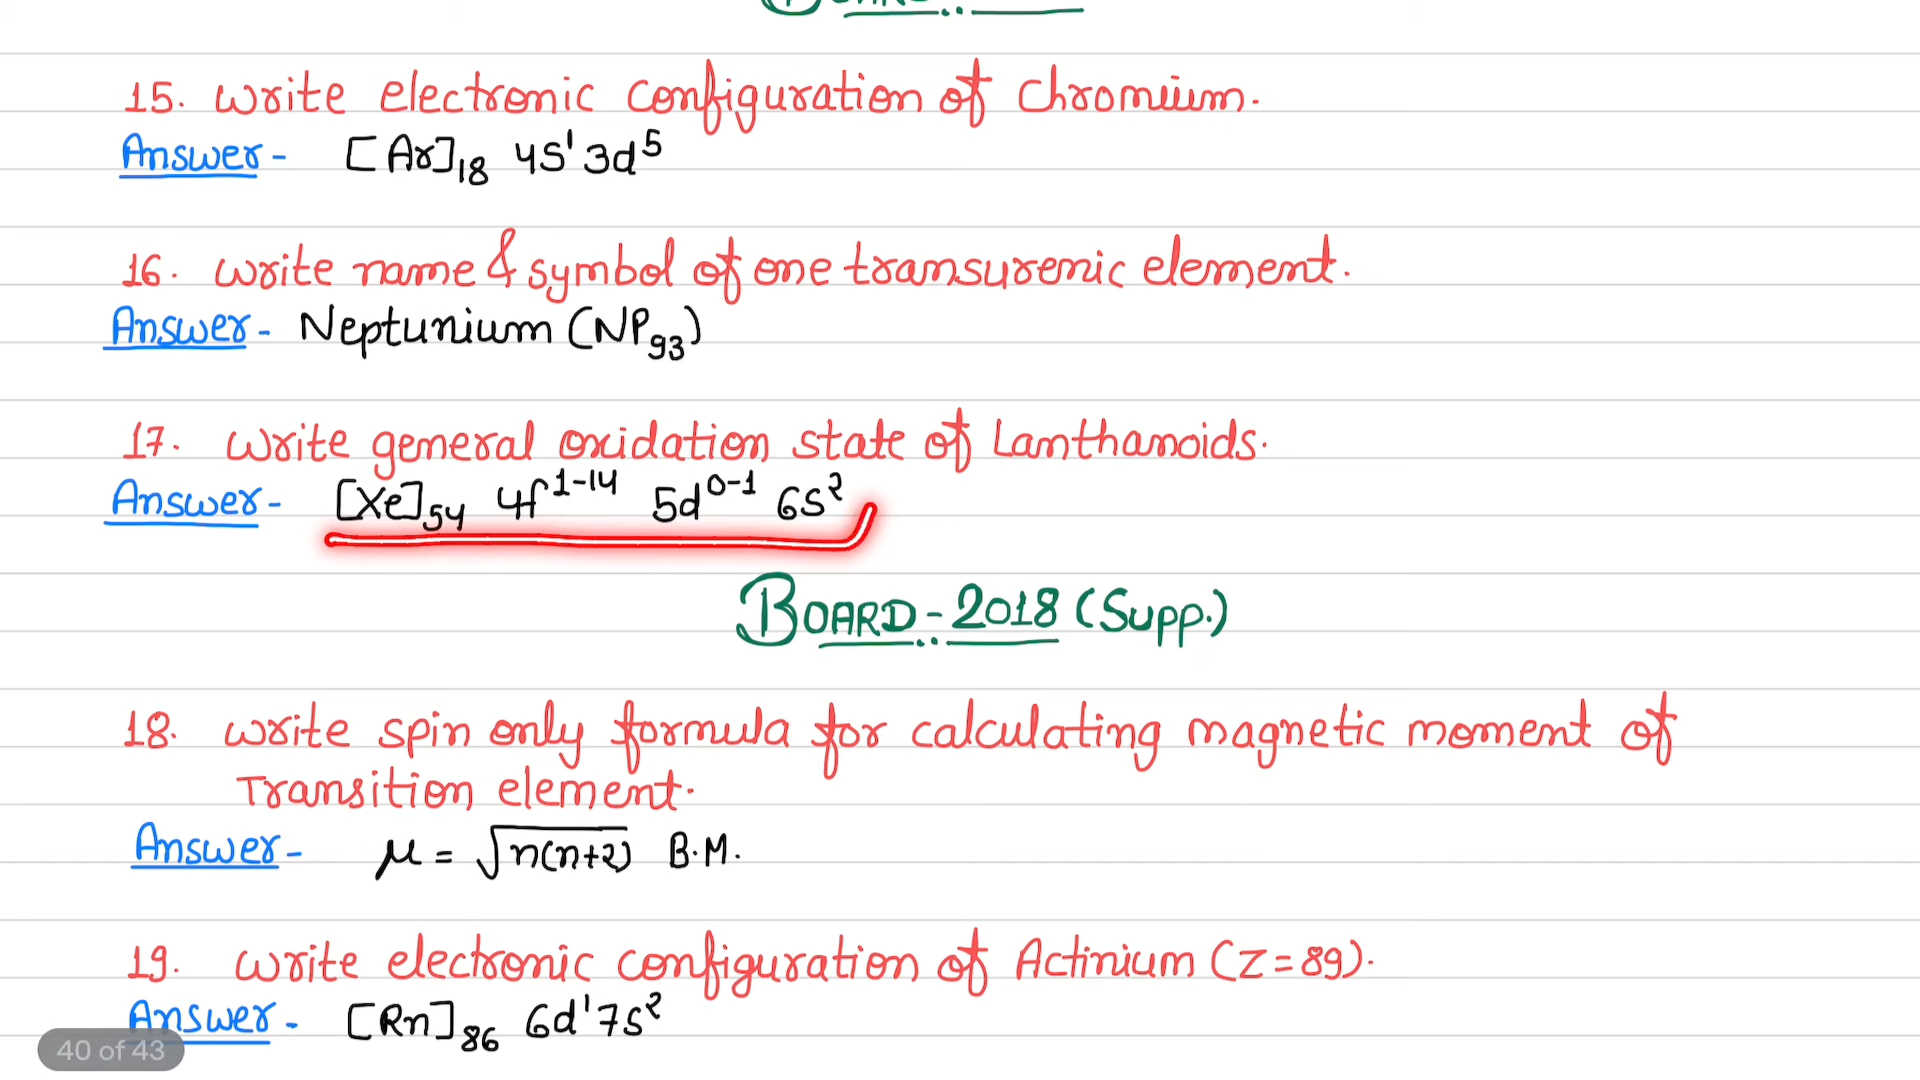 15. Write electronic configuration of Chromium.
Answer - [Ar]₁₈ 4S¹ 3d⁵
16. Write name & symbol of one transurenic element.
Answer - Neptunium (NP₉₃)
17. Write general oxidation state of Lanthanoids.
Answer - [Xe]₅₄ 4f¹⁻¹⁴ 5d⁰⁻¹ 6S²
BOARD - 2018 (Supp.)
18. Write spin only formula for calculating magnetic moment of
Transition element.
Answer - μ = √n(n+2) B.M.
19. Write electronic configuration of Actinium (Z=89).
Answer - [Rn]₈₆ 6d¹7S²
40 of 43